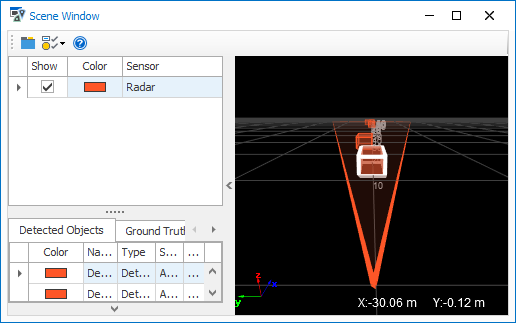 Scene Window
Show Color Sensor
Radar
Detected Objects Ground Truth
Color Na... Type S... ...
De... Det... A... ...
De... Det... A... ...
10
z
y
X:-30.06 m Y:-0.12 m